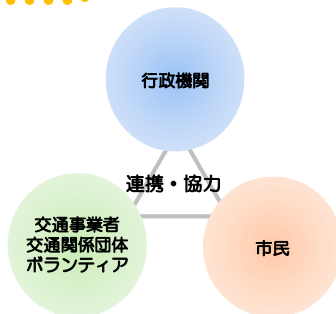 行政機関
連携・協力
交通事業者
交通関係団体
ボランティア
市民